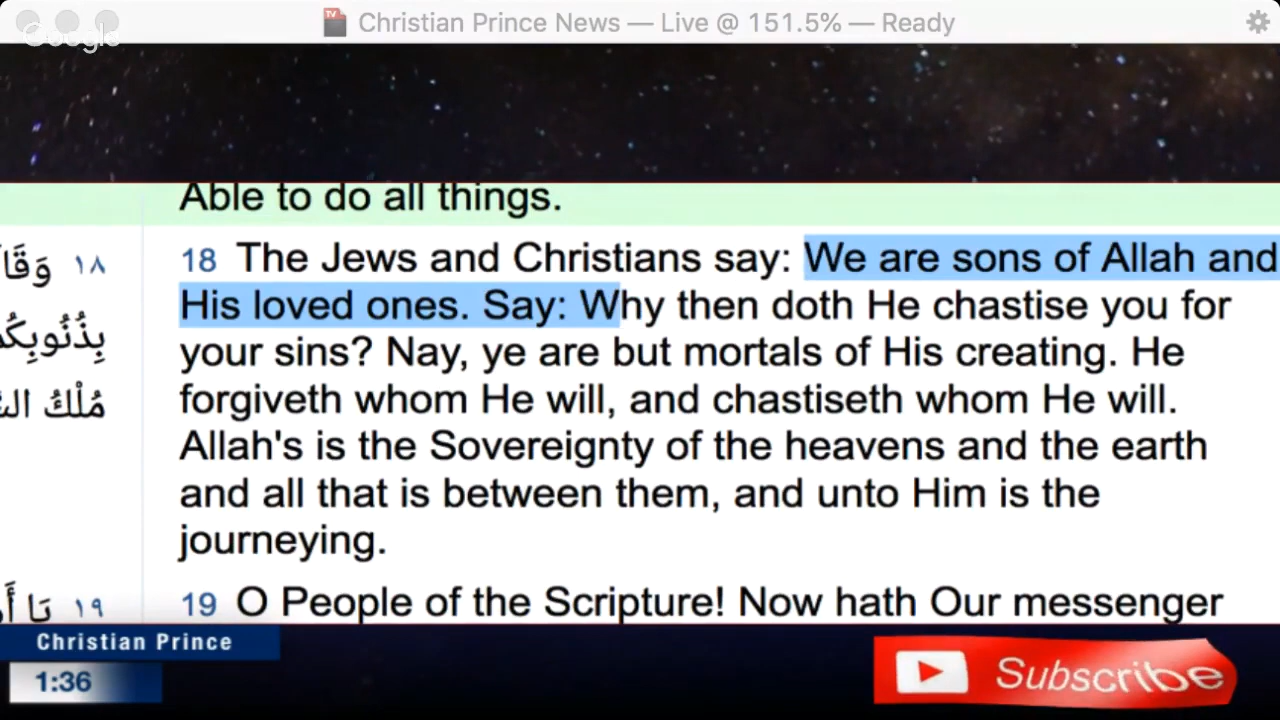 Christian Prince News — Live @ 151.5% — Ready
Google
Able to do all things.
18 The Jews and Christians say: We are sons of Allah and
His loved ones. Say: Why then doth He chastise you for
your sins? Nay, ye are but mortals of His creating. He
forgiveth whom He will, and chastiseth whom He will.
Allah's is the Sovereignty of the heavens and the earth
and all that is between them, and unto Him is the
journeying.
١٨
مُلْكُ
19 O People of the Scripture! Now hath Our messenger
١٩ يَا
Christian Prince
1:36
Subscribe